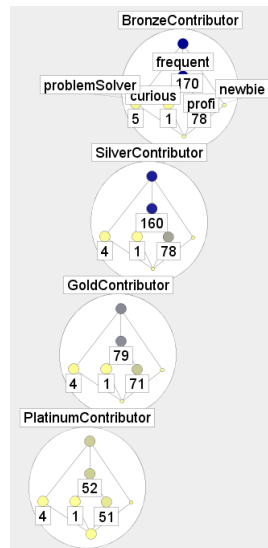 BronzeContributor
frequent
170
problemSolver
newbie
curious
profi
5
1
78
SilverContributor
160
4
1
78
GoldContributor
79
4
1
71
PlatinumContributor
52
4
1
51